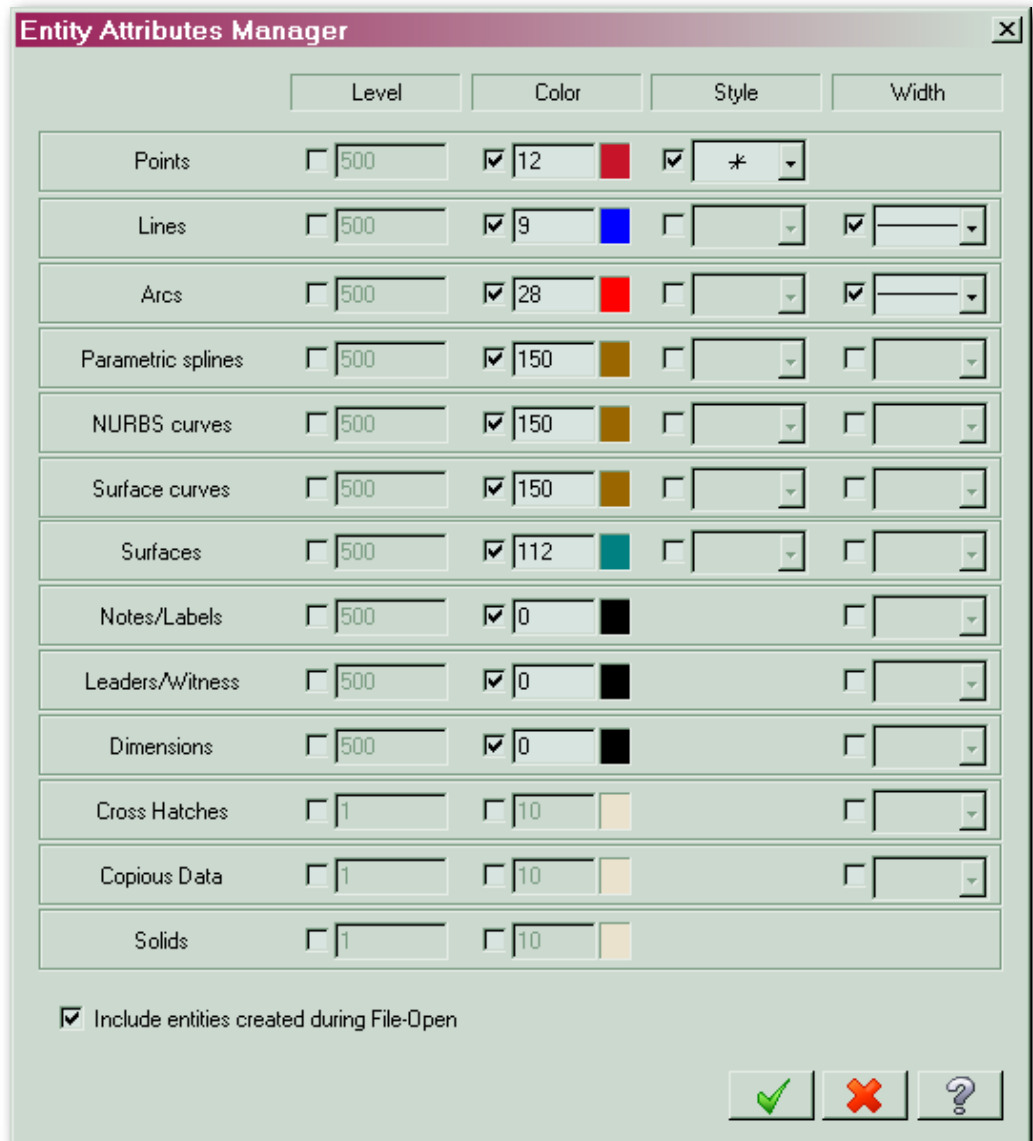 Entity Attributes Manager
Level Color Style Width
Points 500 12
Lines 500 9
Arcs 500 28
Parametric splines 500 150
NURBS curves 500 150
Surface curves 500 150
Surfaces 500 112
Notes/Labels 500 0
Leaders/Witness 500 0
Dimensions 500 0
Cross Hatches 1 10
Copious Data 1 10
Solids 1 10
Include entities created during File-Open